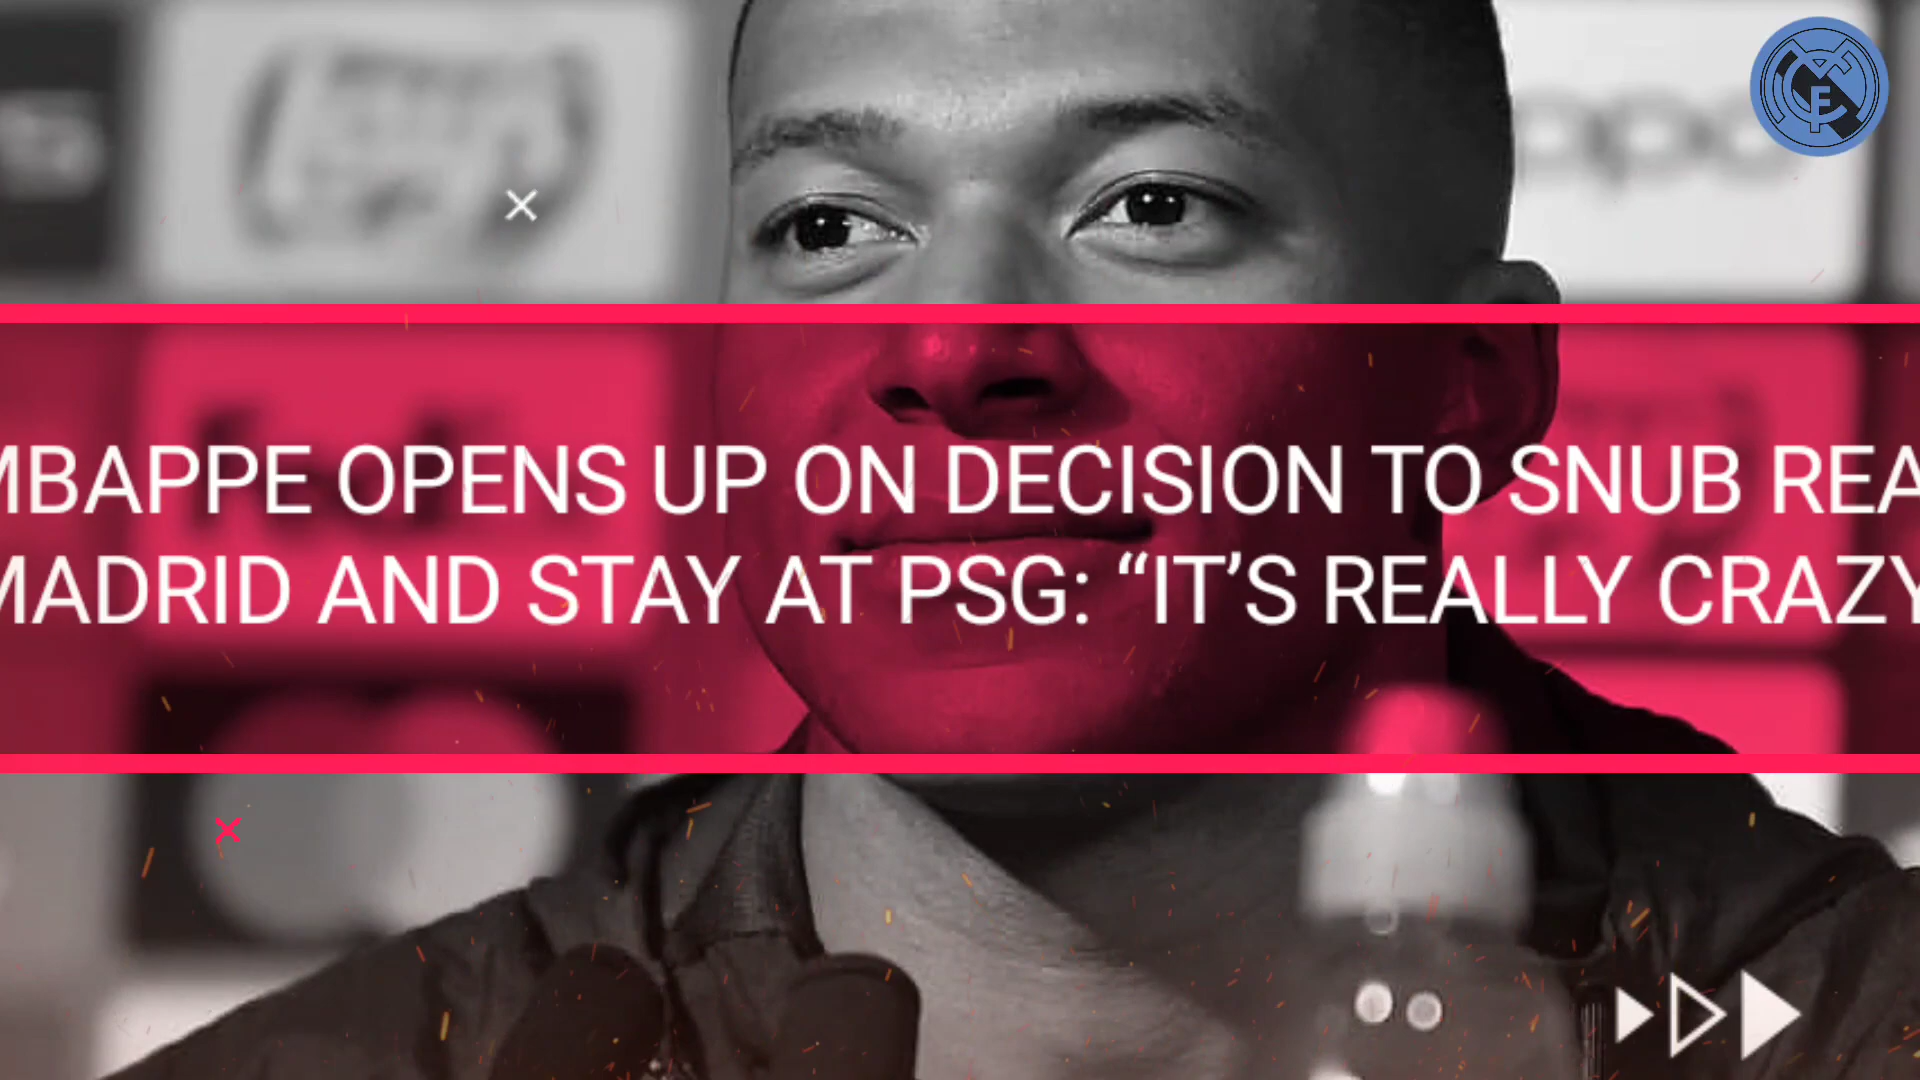 MBAPPE OPENS UP ON DECISION TO SNUB REA
MADRID AND STAY AT PSG: “IT’S REALLY CRAZY